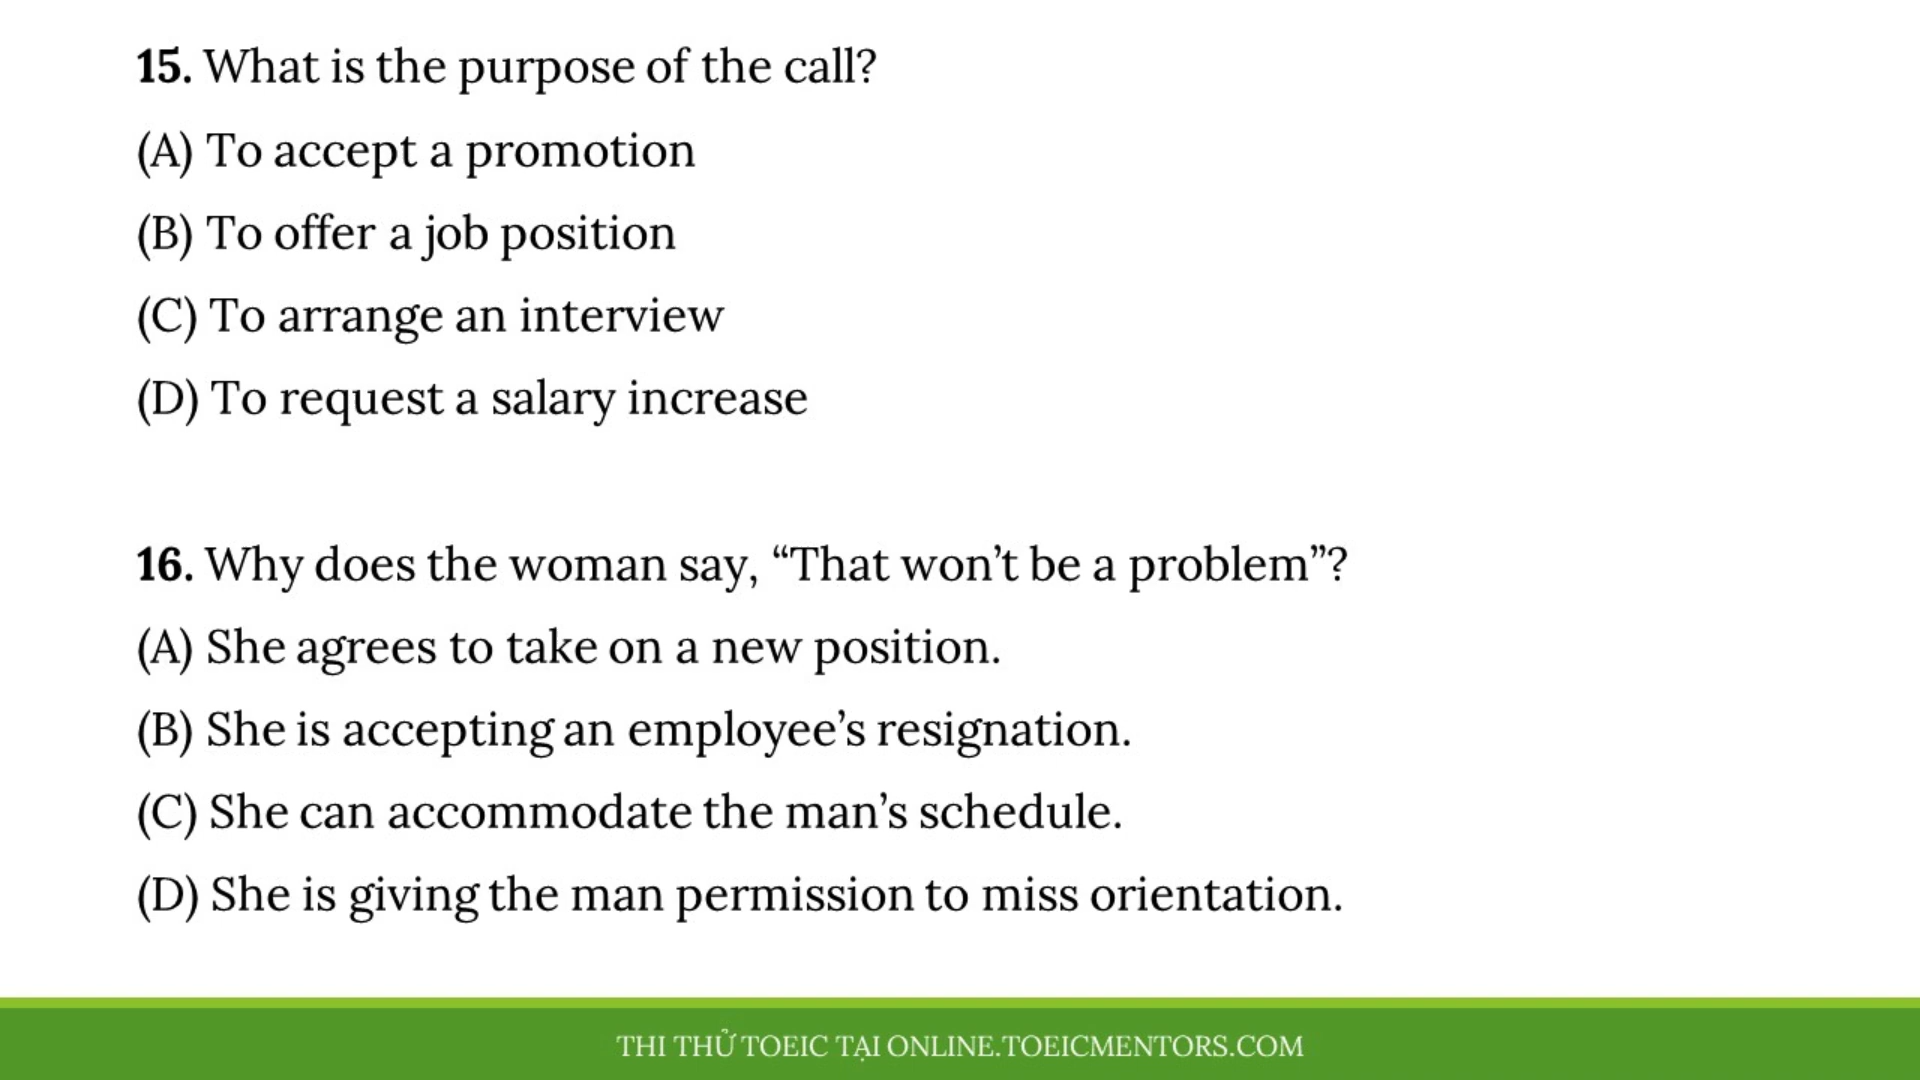 15. What is the purpose of the call?
(A) To accept a promotion
(B) To offer a job position
(C) To arrange an interview
(D) To request a salary increase
16. Why does the woman say, “That won’t be a problem”?
(A) She agrees to take on a new position.
(B) She is accepting an employee’s resignation.
(C) She can accommodate the man’s schedule.
(D) She is giving the man permission to miss orientation.
THI THỬ TOEIC TẠI ONLINE.TOEICMENTORS.COM